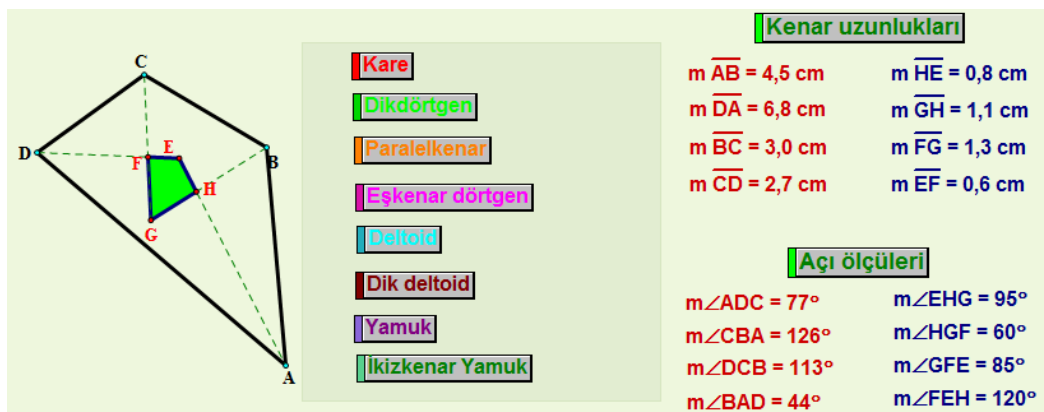 C
D
B
F
E
H
G
A
Kare
Dikdörtgen
Paralelkenar
Eşkenar dörtgen
Deltoid
Dik deltoid
Yamuk
İkizkenar Yamuk
Kenar uzunlukları
m AB = 4,5 cm
m DA = 6,8 cm
m BC = 3,0 cm
m CD = 2,7 cm
m HE = 0,8 cm
m GH = 1,1 cm
m FG = 1,3 cm
m EF = 0,6 cm
Açı ölçüleri
m∠ADC = 77°
m∠CBA = 126°
m∠DCB = 113°
m∠BAD = 44°
m∠EHG = 95°
m∠HGF = 60°
m∠GFE = 85°
m∠FEH = 120°